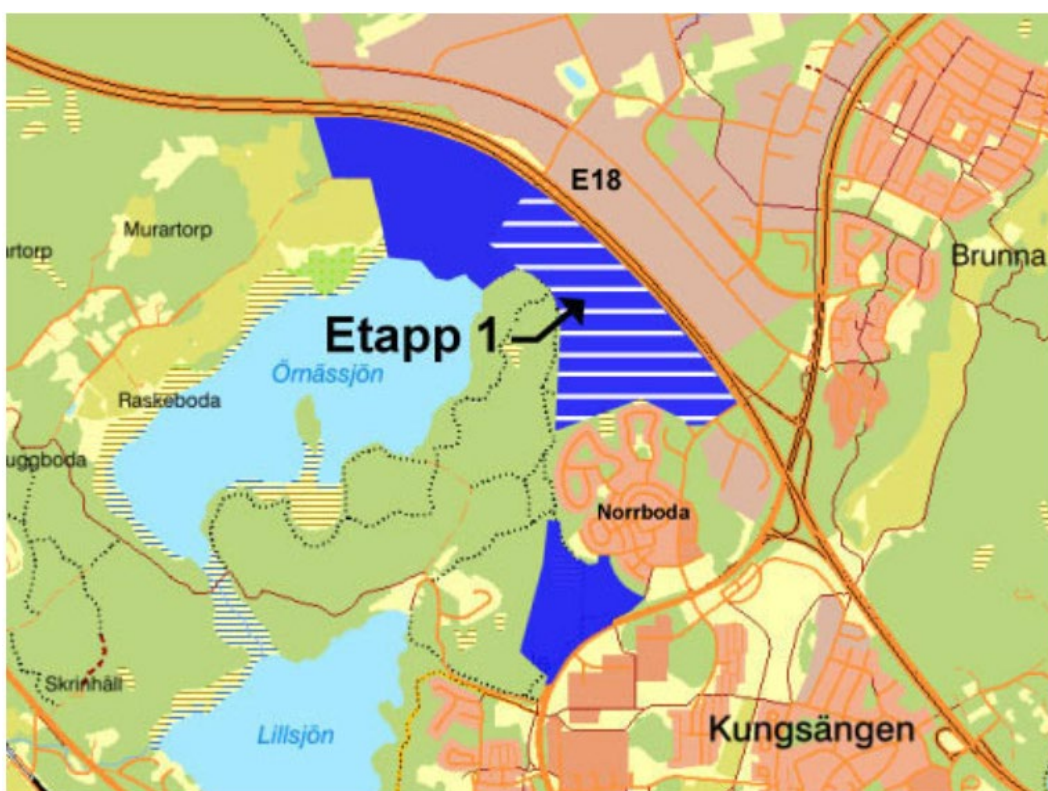 E18
Murartorp
artorp
Brunna
Etapp 1
Örnässjön
Raskeboda
uggboda
Norrboda
Skrinhäll
Lillsjön
Kungsängen